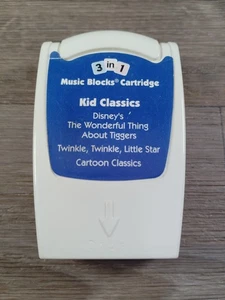 3 in 1
Music Blocks® Cartridge
Kid Classics
Disney's
The Wonderful Thing
About Tiggers
Twinkle, Twinkle, Little Star
Cartoon Classics